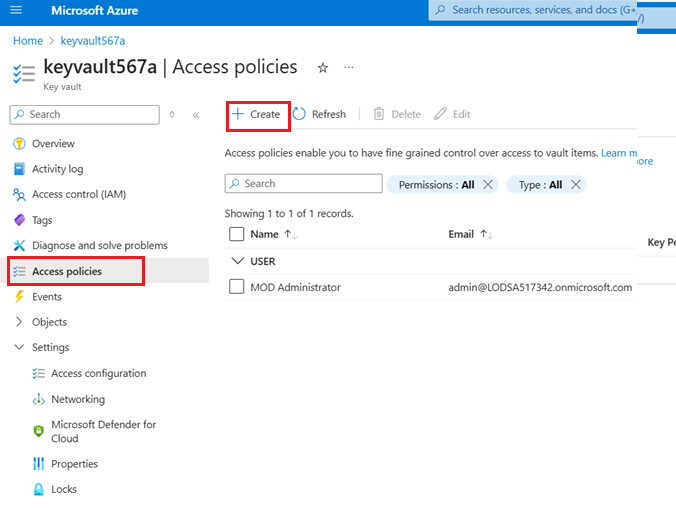 Microsoft Azure
Search resources, services, and docs (G+
/)
Home > keyvault567a
keyvault567a | Access policies
Key vault
Search
Create
Refresh
Delete
Edit
Overview
Activity log
Access control (IAM)
Tags
Diagnose and solve problems
Access policies
Events
Objects
Settings
Access configuration
Networking
Microsoft Defender for
Cloud
Properties
Locks
Access policies enable you to have fine grained control over access to vault items. Learn m
ore
Search
Permissions : All
Type : All
Showing 1 to 1 of 1 records.
Name
Email
Key Pe
USER
MOD Administrator
admin@LODSA517342.onmicrosoft.com